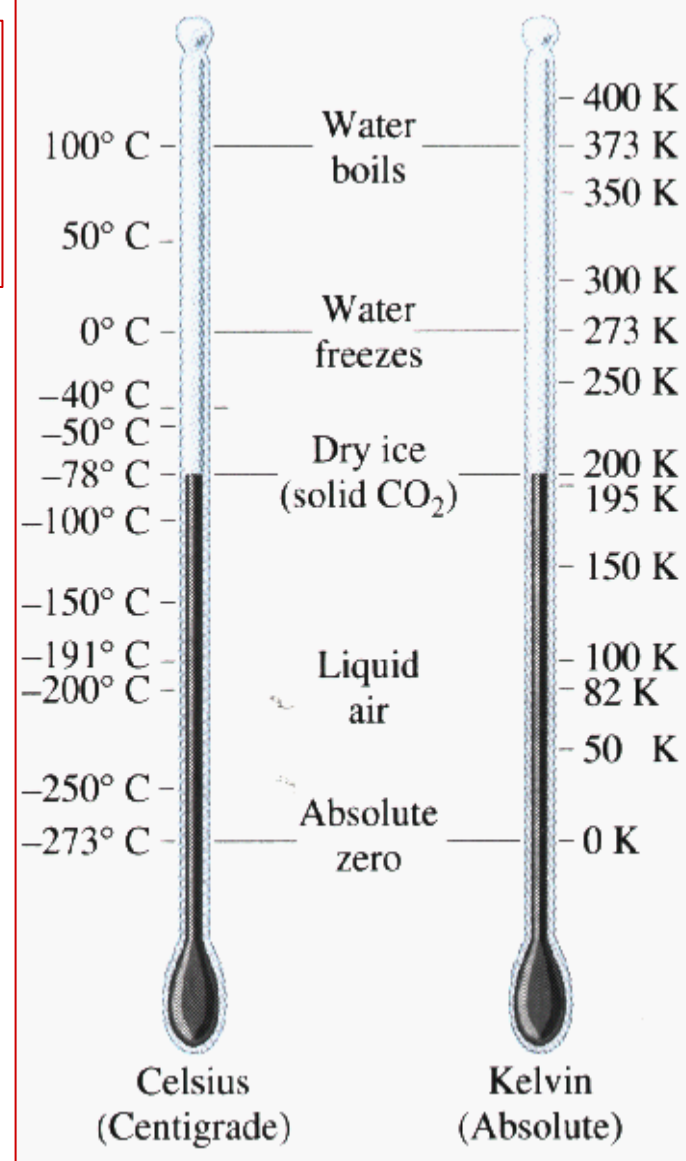 400 K
100° C
Water
boils
373 K
350 K
50° C
300 K
0° C
Water
freezes
273 K
250 K
–40° C
–50° C
–78° C
Dry ice
(solid CO₂)
200 K
195 K
–100° C
150 K
–150° C
–191° C
Liquid
air
100 K
–200° C
82 K
50 K
–250° C
–273° C
Absolute
zero
0 K
Celsius
(Centigrade)
Kelvin
(Absolute)